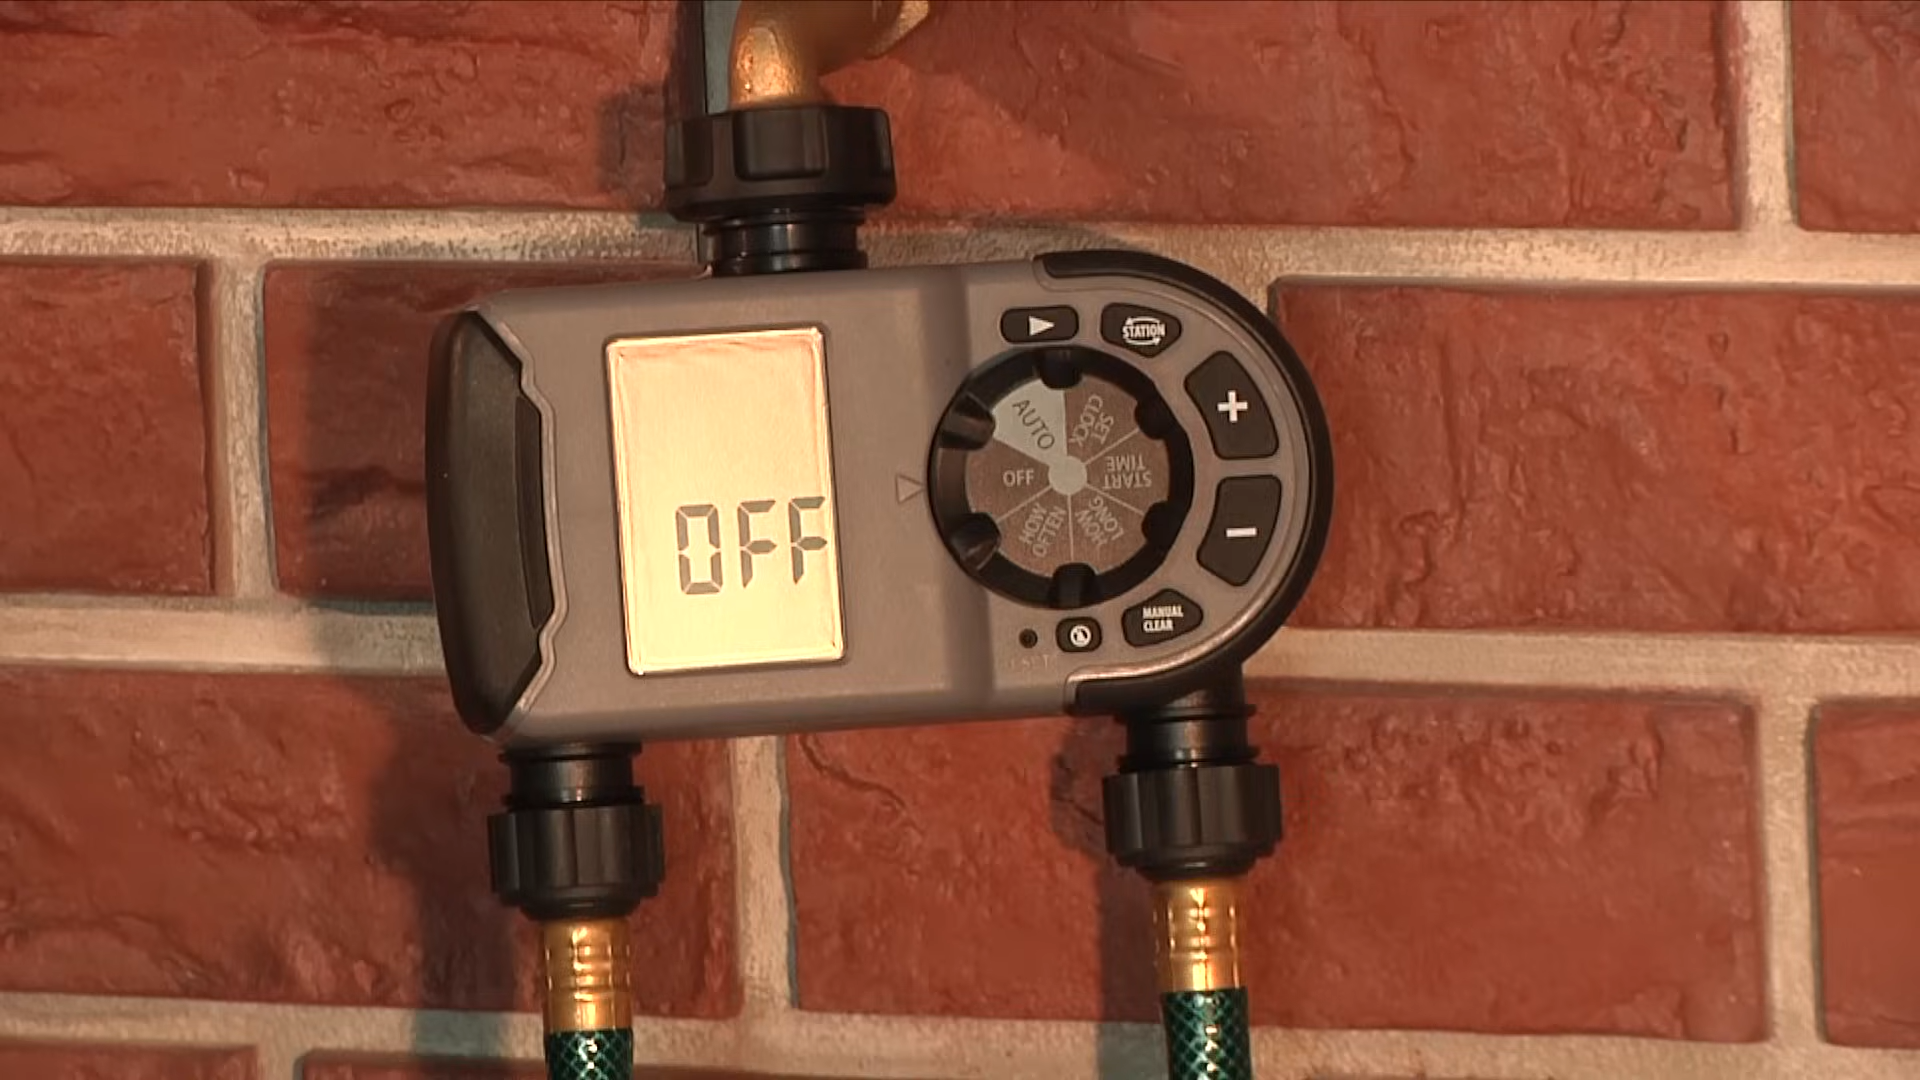 STATION
AUTO
SET
CLOCK
START
TIME
OFF
HOW
OFTEN
HOW
LONG
OFF
MANUAL
CLEAR